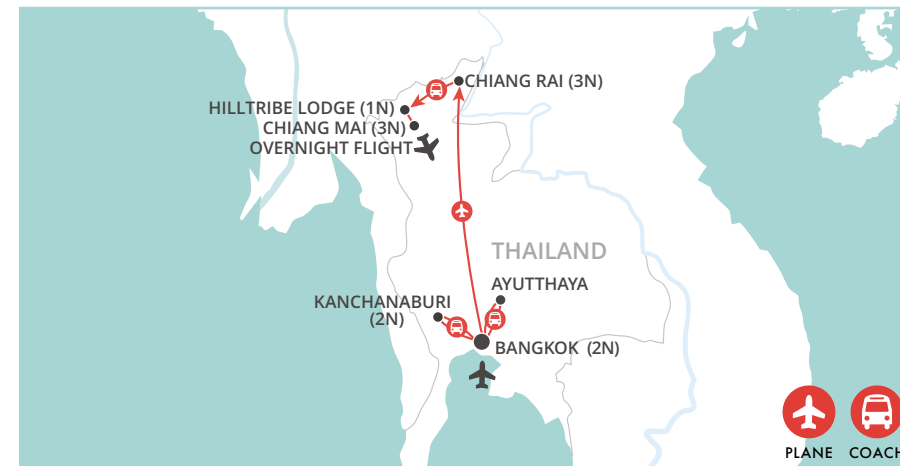 CHIANG RAI (3N)
HILLTRIBE LODGE (1N)
CHIANG MAI (3N)
OVERNIGHT FLIGHT
THAILAND
AYUTTHAYA
KANCHANABURI
(2N)
BANGKOK (2N)
PLANE COACH